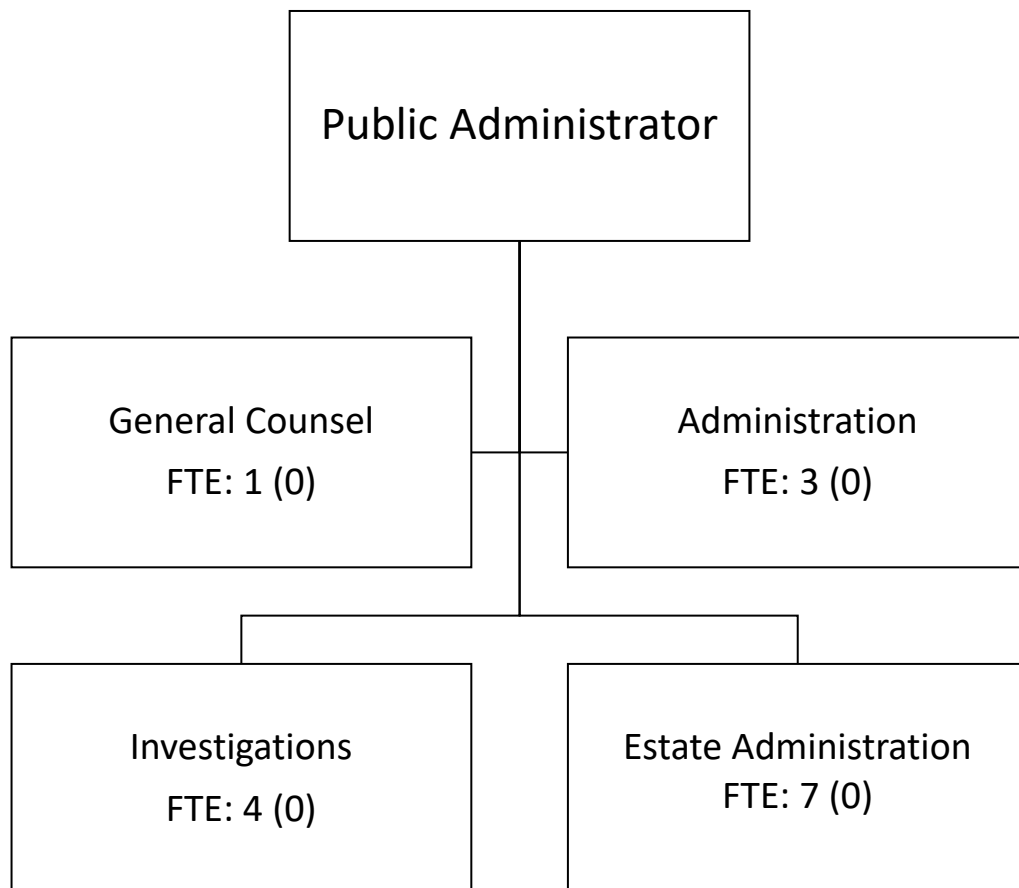 Public Administrator
General Counsel
FTE: 1 (0)
Administration
FTE: 3 (0)
Investigations
FTE: 4 (0)
Estate Administration
FTE: 7 (0)